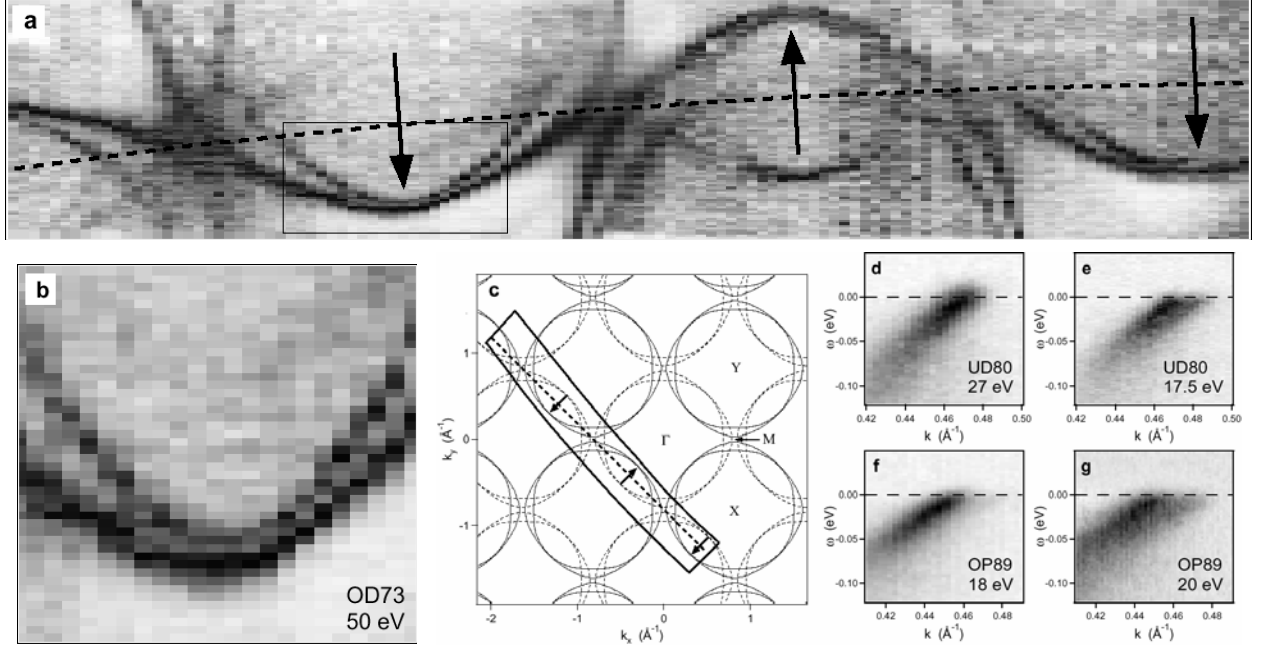 a
b
OD73
50 eV
c
Y
Γ
M
X
1
0
-1
k_y (Å⁻¹)
-2
-1
0
1
k_x (Å⁻¹)
d
0.00
-0.05
-0.10
ω (eV)
UD80
27 eV
0.42
0.44
0.46
0.48
0.50
k (Å⁻¹)
e
0.00
-0.05
-0.10
ω (eV)
UD80
17.5 eV
0.42
0.44
0.46
0.48
0.50
k (Å⁻¹)
f
0.00
-0.05
-0.10
ω (eV)
OP89
18 eV
0.42
0.44
0.46
0.48
k (Å⁻¹)
g
0.00
-0.05
-0.10
ω (eV)
OP89
20 eV
0.42
0.44
0.46
0.48
k (Å⁻¹)